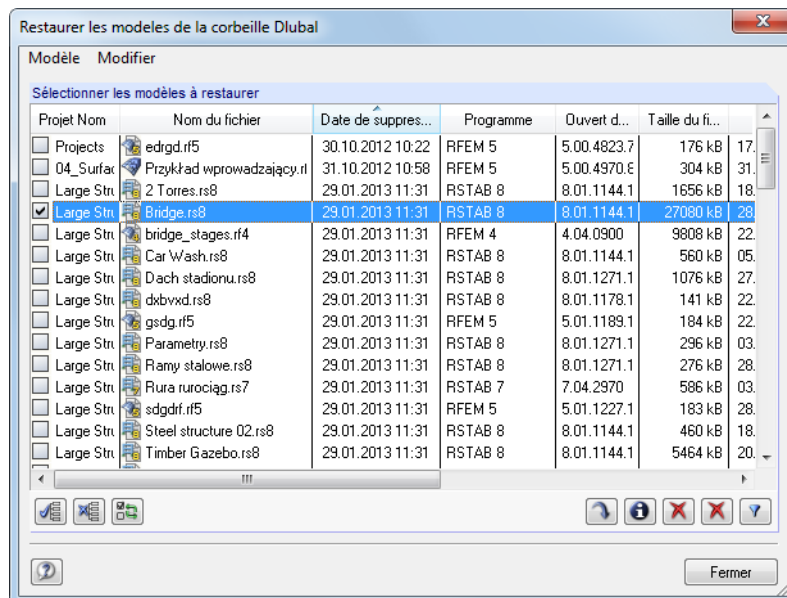 Restaurer les modeles de la corbeille Dlubal
Modèle Modifier
Sélectionner les modèles à restaurer
Projet Nom Nom du fichier Date de suppres... Programme Ouvert d... Taille du fi...
Projects edrgd.rf5 30.10.2012 10:22 RFEM 5 5.00.4823.7 176 kB 17.
04_Surfac Przykład wprowadzający.rf 31.10.2012 10:58 RFEM 5 5.00.4970.8 304 kB 31.
Large Stru 2 Torres.rs8 29.01.2013 11:31 RSTAB 8 8.01.1144.1 1656 kB 18.
Large Stru Bridge.rs8 29.01.2013 11:31 RSTAB 8 8.01.1144.1 27080 kB 28.
Large Stru bridge_stages.rf4 29.01.2013 11:31 RFEM 4 4.04.0900 9808 kB 22.
Large Stru Car Wash.rs8 29.01.2013 11:31 RSTAB 8 8.01.1144.1 560 kB 05.
Large Stru Dach stadionu.rs8 29.01.2013 11:31 RSTAB 8 8.01.1271.1 1076 kB 27.
Large Stru dxbvxd.rs8 29.01.2013 11:31 RSTAB 8 8.01.1178.1 141 kB 22.
Large Stru gsdg.rf5 29.01.2013 11:31 RFEM 5 5.01.1189.1 184 kB 22.
Large Stru Parametry.rs8 29.01.2013 11:31 RSTAB 8 8.01.1271.1 296 kB 03.
Large Stru Ramy stalowe.rs8 29.01.2013 11:31 RSTAB 8 8.01.1271.1 276 kB 28.
Large Stru Rura rurociąg.rs7 29.01.2013 11:31 RSTAB 7 7.04.2970 586 kB 03.
Large Stru sdgdrf.rf5 29.01.2013 11:31 RFEM 5 5.01.1227.1 183 kB 28.
Large Stru Steel structure 02.rs8 29.01.2013 11:31 RSTAB 8 8.01.1144.1 460 kB 18.
Large Stru Timber Gazebo.rs8 29.01.2013 11:31 RSTAB 8 8.01.1144.1 5464 kB 20.
Fermer